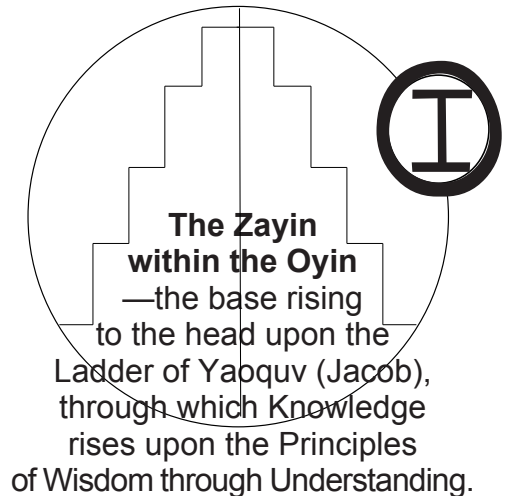 The Zayin
within the Oyin
—the base rising
to the head upon the
Ladder of Yaoquv (Jacob),
through which Knowledge
rises upon the Principles
of Wisdom through Understanding.